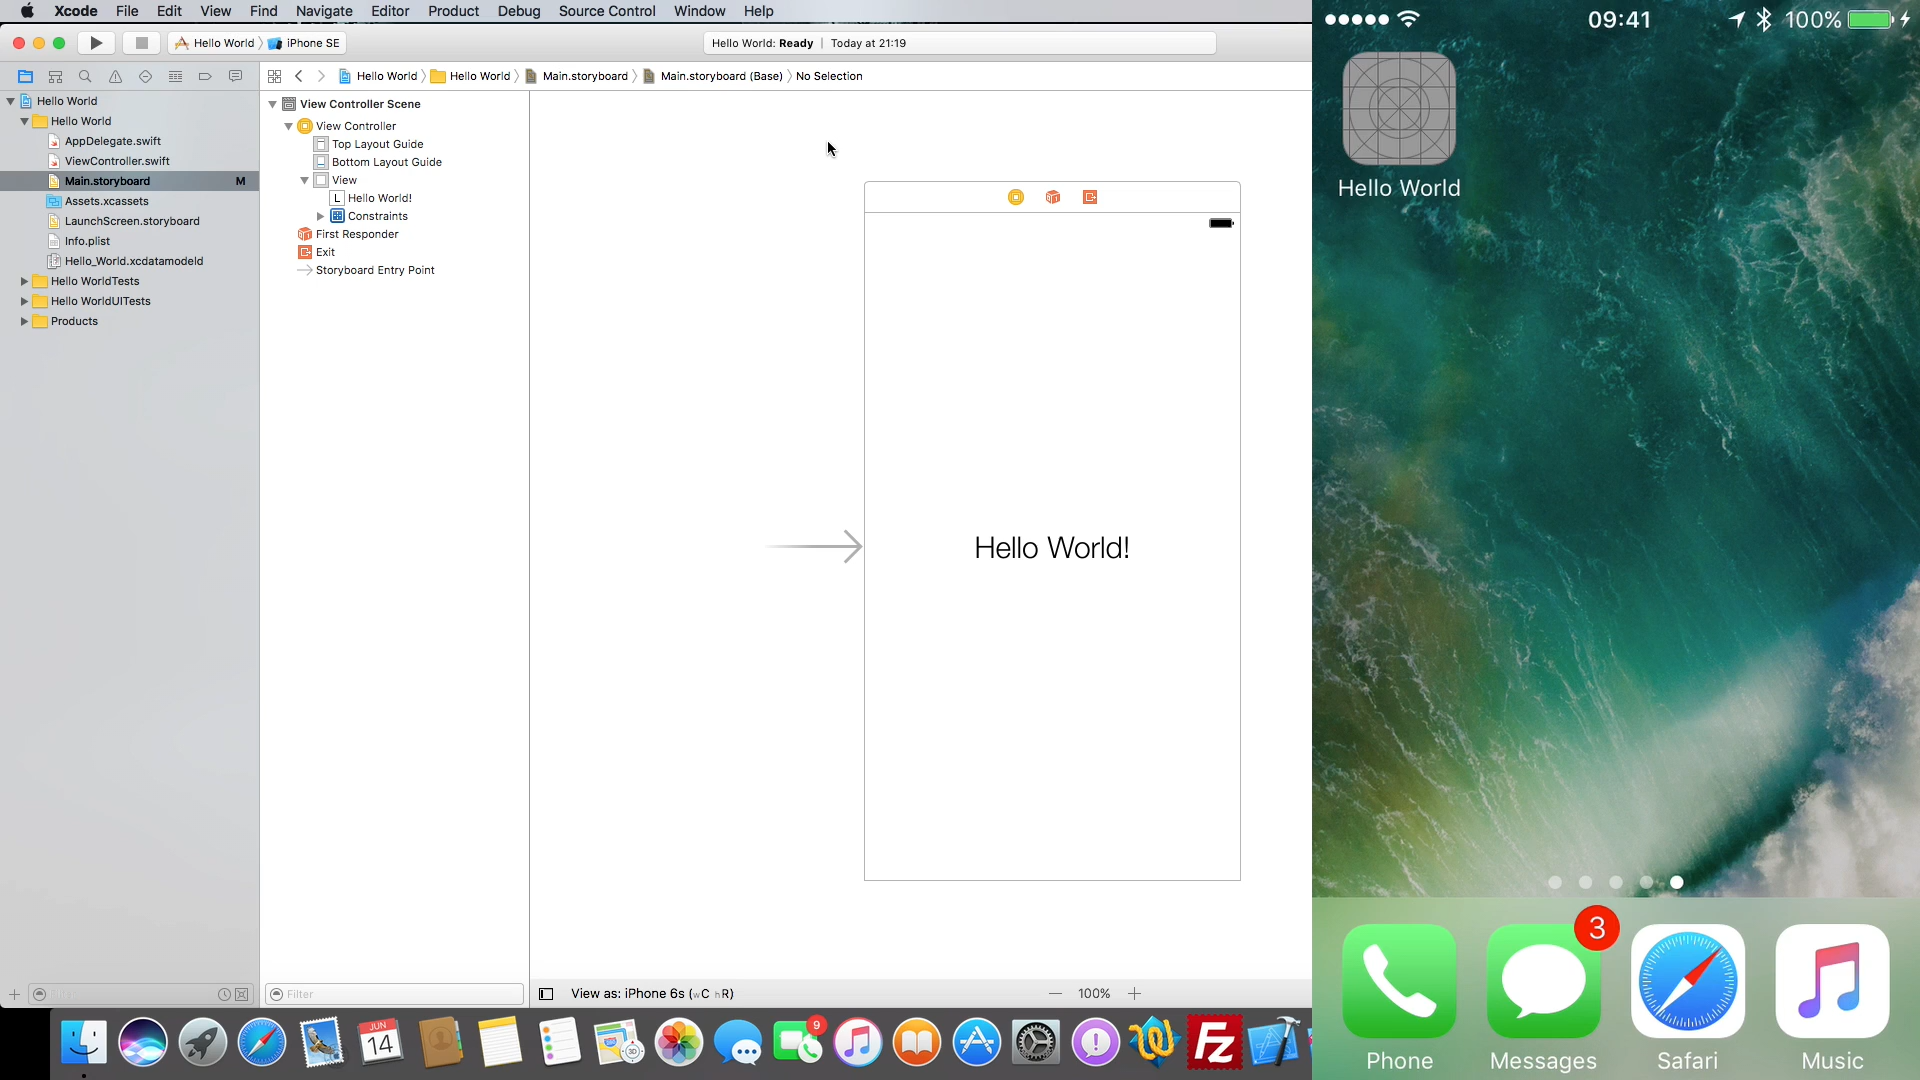 Xcode File Edit View Find Navigate Editor Product Debug Source Control Window Help
Hello World iPhone SE
Hello World: Ready | Today at 21:19
Hello World Hello World Main.storyboard Main.storyboard (Base) No Selection
Hello World
Hello World
AppDelegate.swift
ViewController.swift
Main.storyboard M
Assets.xcassets
LaunchScreen.storyboard
Info.plist
Hello_World.xcdatamodeld
Hello WorldTests
Hello WorldUITests
Products
View Controller Scene
View Controller
Top Layout Guide
Bottom Layout Guide
View
L Hello World!
Constraints
First Responder
Exit
Storyboard Entry Point
Hello World!
Filter
View as: iPhone 6s (wC hR)
100%
9
JUN
14
3D
Fz
09:41
100%
Hello World
3
Phone
Messages
Safari
Music